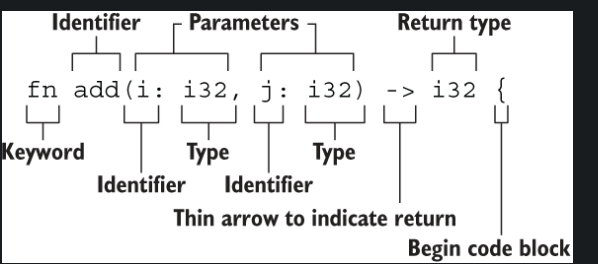 Identifier Parameters Return type
fn add(i: i32, j: i32) -> i32 {
Keyword Type Type
Identifier Identifier
Thin arrow to indicate return
Begin code block